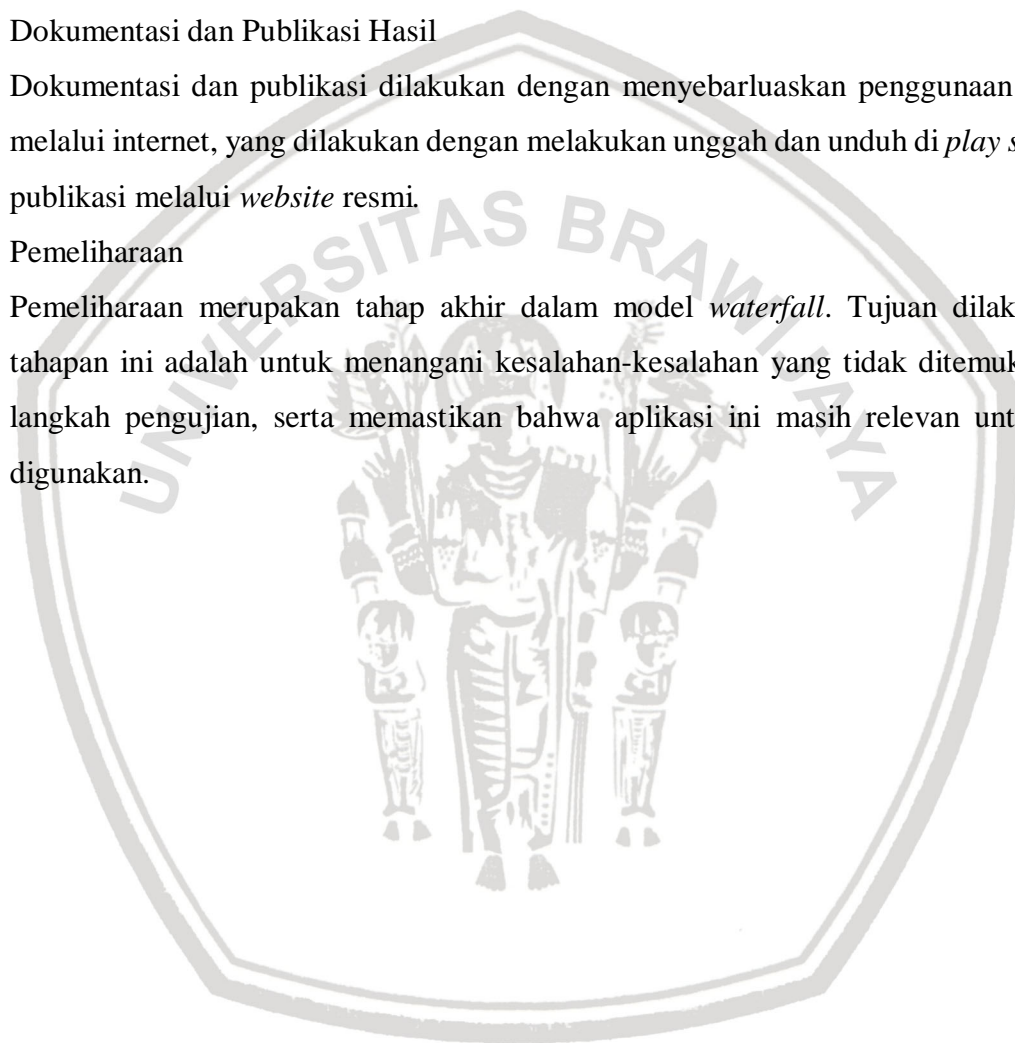 Dokumentasi dan Publikasi Hasil
Dokumentasi dan publikasi dilakukan dengan menyebarluaskan penggunaan
melalui internet, yang dilakukan dengan melakukan unggah dan unduh di play
publikasi melalui website resmi.
UNIVERSITAS BRAWIJAYA
Pemeliharaan
Pemeliharaan merupakan tahap akhir dalam model waterfall. Tujuan
tahapan ini adalah untuk menangani kesalahan-kesalahan yang tidak
langkah pengujian, serta memastikan bahwa aplikasi ini masih relevan
digunakan.